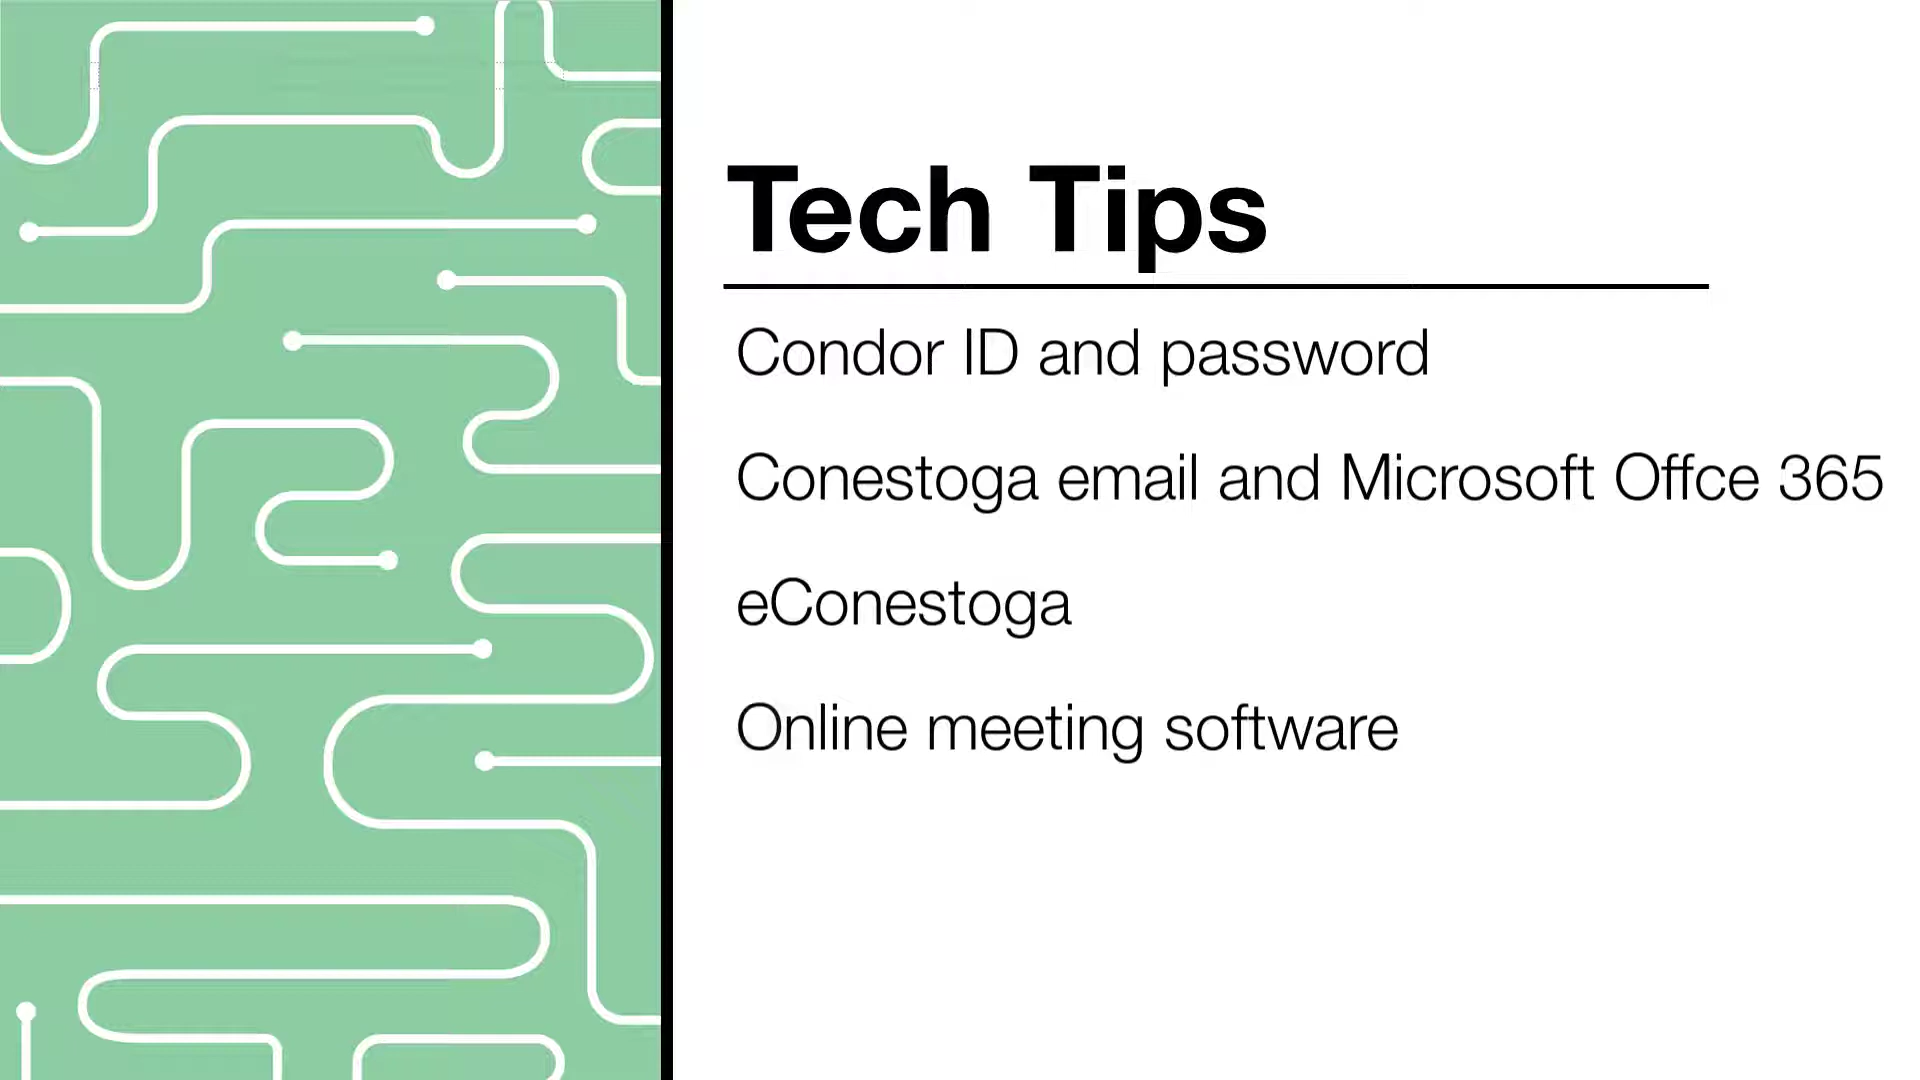 Tech Tips
Condor ID and password
Conestoga email and Microsoft Offce 365
eConestoga
Online meeting software